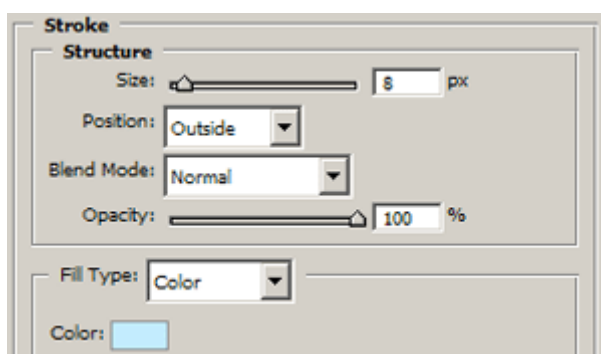 Stroke
Structure
Size: 8 px
Position: Outside
Blend Mode: Normal
Opacity: 100 %
Fill Type: Color
Color: